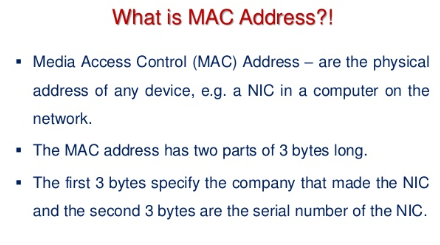 What is MAC Address?!
▪ Media Access Control (MAC) Address – are the physical
address of any device, e.g. a NIC in a computer on the
network.
▪ The MAC address has two parts of 3 bytes long.
▪ The first 3 bytes specify the company that made the NIC
and the second 3 bytes are the serial number of the NIC.